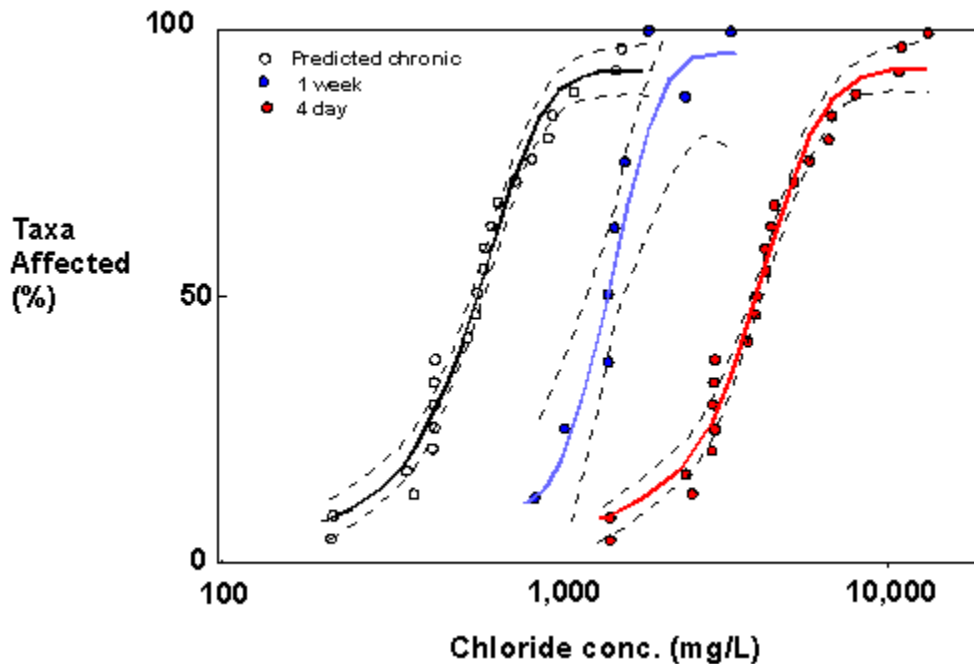 100
Predicted chronic
1 week
4 day
Taxa
Affected
(%)
50
0
100
1,000
10,000
Chloride conc. (mg/L)